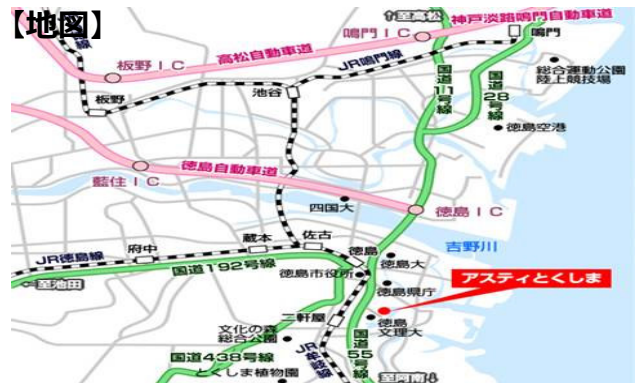 【地図】
↑至高松
神戸淡路鳴門自動車道
鳴門IC
鳴門
高松自動車道
板野IC
JR鳴門線
国道11号線
国道28号線
総合運動公園
陸上競技場
池谷
板野
徳島空港
徳島自動車道
藍住IC
四国大
徳島IC
吉野川
蔵本
佐古
府中
徳島
徳島大
JR徳島線
国道192号線
徳島市役所
徳島県庁
アスティとくしま
⇦至池田
二軒屋
徳島
文理大
文化の森
総合公園
JR牟岐線
国道55号線
国道438号線
とくしま植物園
至阿南⇩